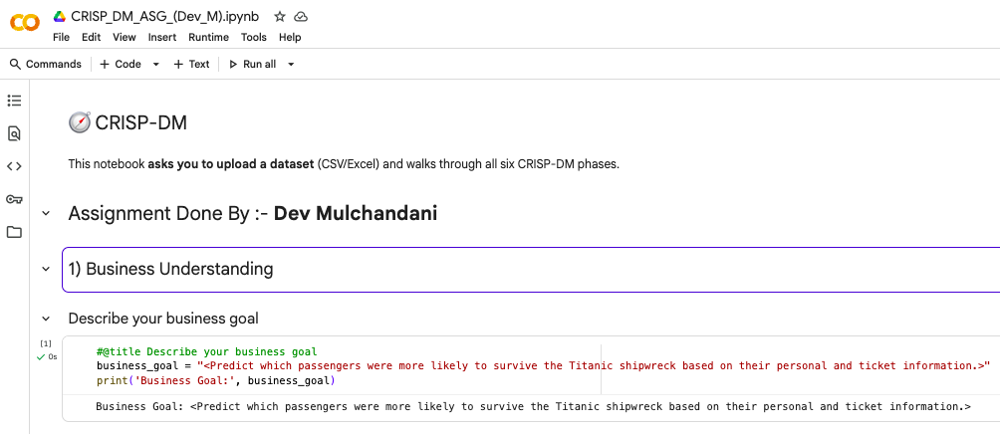 CRISP_DM_ASG_(Dev_M).ipynb
File Edit View Insert Runtime Tools Help
Commands + Code + Text Run all
CRISP-DM
This notebook asks you to upload a dataset (CSV/Excel) and walks through all six CRISP-DM phases.
Assignment Done By :- Dev Mulchandani
1) Business Understanding
Describe your business goal
[1]
0s
#@title Describe your business goal
business_goal = "<Predict which passengers were more likely to survive the Titanic shipwreck based on their personal and ticket information.>"
print('Business Goal:', business_goal)
Business Goal: <Predict which passengers were more likely to survive the Titanic shipwreck based on their personal and ticket information.>